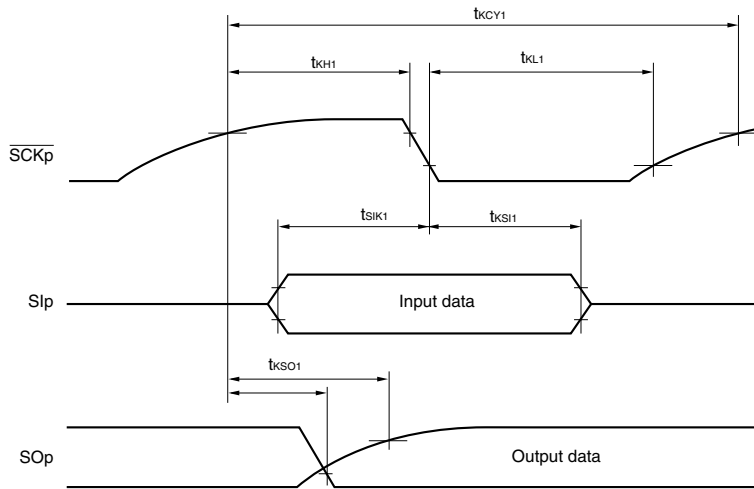 tKCY1
tKH1
tKL1
SCKp
tSIK1
tKSI1
SIp
Input data
tKSO1
SOp
Output data